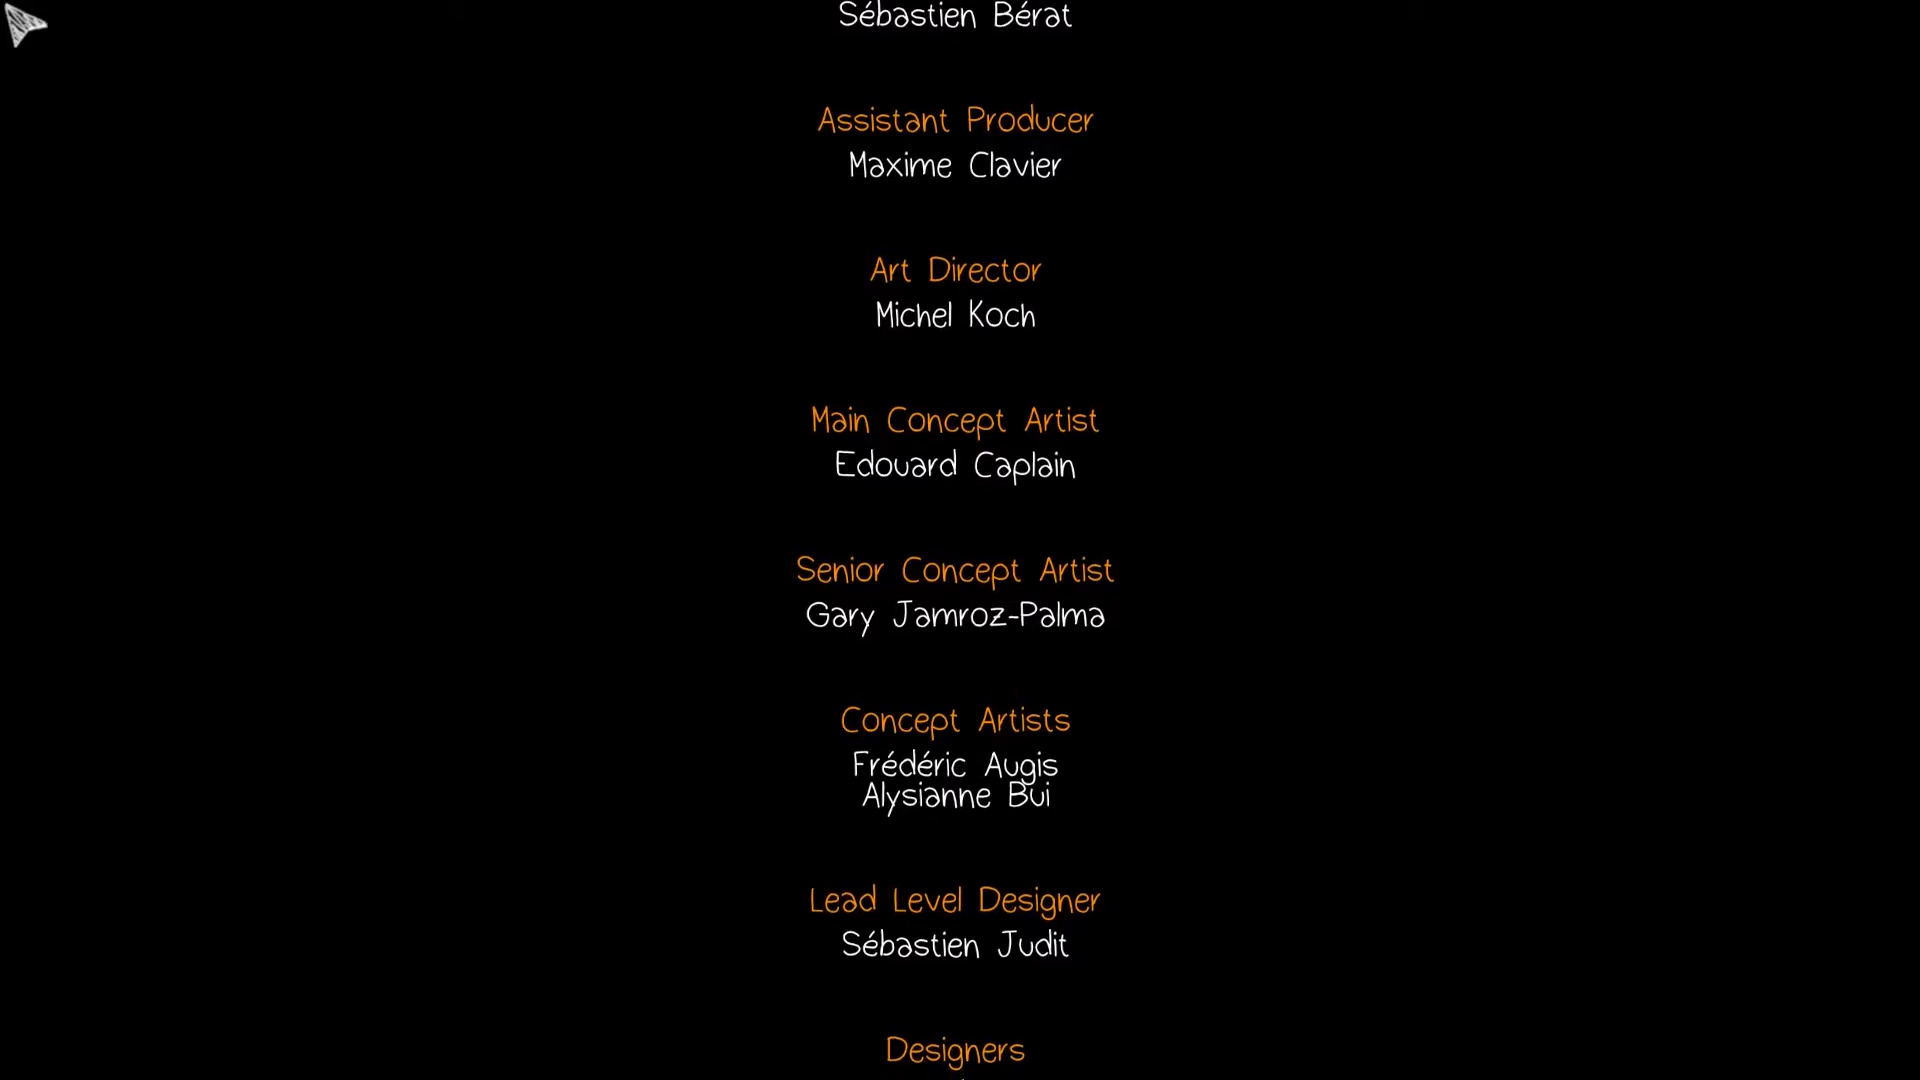 Sébastien Bérat
Assistant Producer
Maxime Clavier
Art Director
Michel Koch
Main Concept Artist
Edouard Caplain
Senior Concept Artist
Gary Jamroz-Palma
Concept Artists
Frédéric Augis
Alysianne Bui
Lead Level Designer
Sébastien Judit
Designers